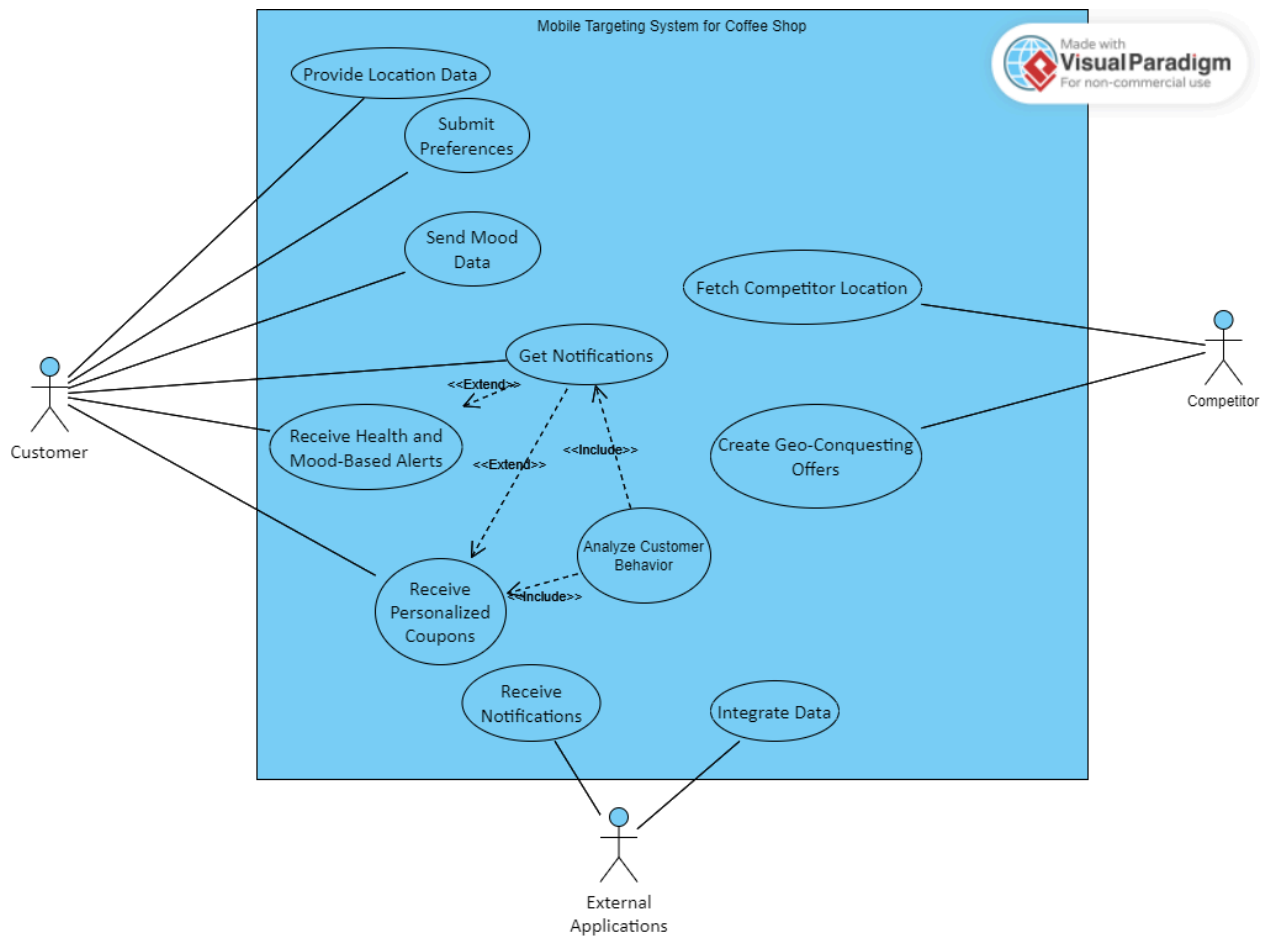 Mobile Targeting System for Coffee Shop
Made with
Visual Paradigm
For non-commercial use
Provide Location Data
Submit
Preferences
Send Mood
Data
Fetch Competitor Location
Get Notifications
<<Extend>>
Customer
Competitor
Receive Health and
Mood-Based Alerts
<<Extend>>
<<Include>>
Create Geo-Conquesting
Offers
Analyze Customer
Behavior
<<Include>>
Receive
Personalized
Coupons
Receive
Notifications
Integrate Data
External
Applications